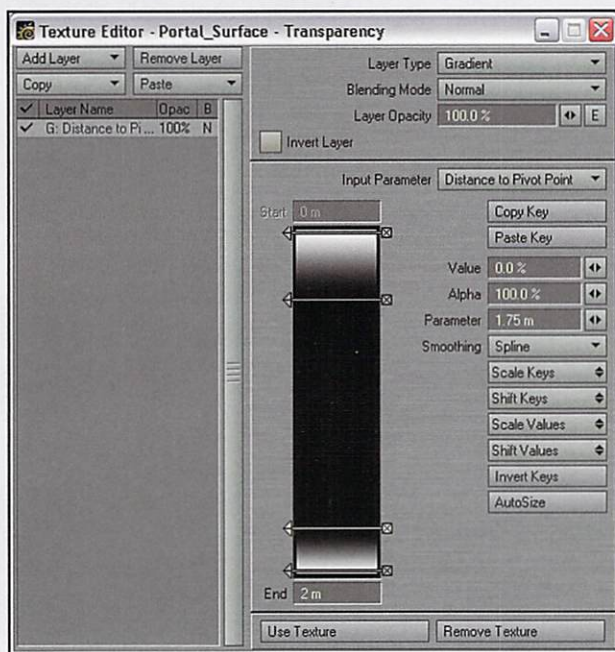 Texture Editor - Portal_Surface - Transparency
Add Layer
Remove Layer
Copy
Paste
Layer Name
Opac
B
G: Distance to Pi ...
100%
N
Layer Type
Gradient
Blending Mode
Normal
Layer Opacity
100.0 %
E
Invert Layer
Input Parameter
Distance to Pivot Point
Start
0 m
Copy Key
Paste Key
Value
0.0 %
Alpha
100.0 %
Parameter
1.75 m
Smoothing
Spline
Scale Keys
Shift Keys
Scale Values
Shift Values
Invert Keys
AutoSize
End
2 m
Use Texture
Remove Texture